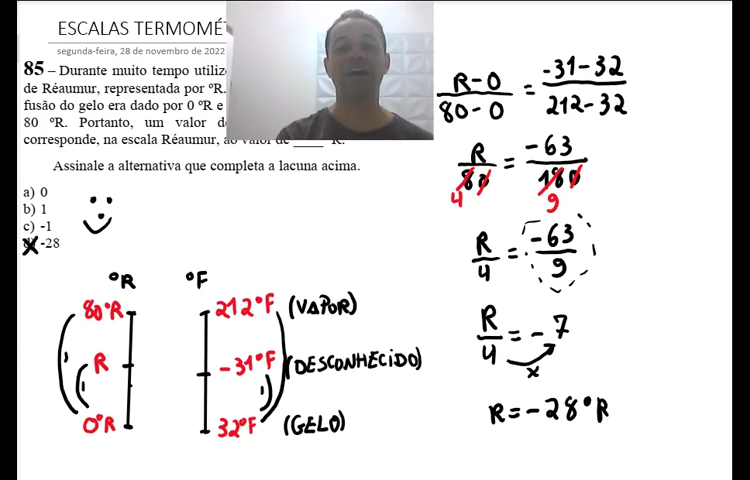 ESCALAS TERMOMÉT
segunda-feira, 28 de novembro de 2022
85 – Durante muito tempo utiliz
de Réaumur, representada por ºR.
fusão do gelo era dado por 0 ºR e
80 ºR. Portanto, um valor d
corresponde, na escala Réaumur, ao valor de ____ ºR.
Assinale a alternativa que completa a lacuna acima.
a) 0
b) 1
c) -1
-28
ºR ºF
80ºR 212ºF (VAPOR)
R -31ºF (DESCONHECIDO)
0ºR 32ºF (GELO)
R-0 / 80-0 = -31-32 / 212-32
R / 80 = -63 / 180
4 9
R / 4 = -63 / 9
R / 4 = -7
x
R = -28ºR